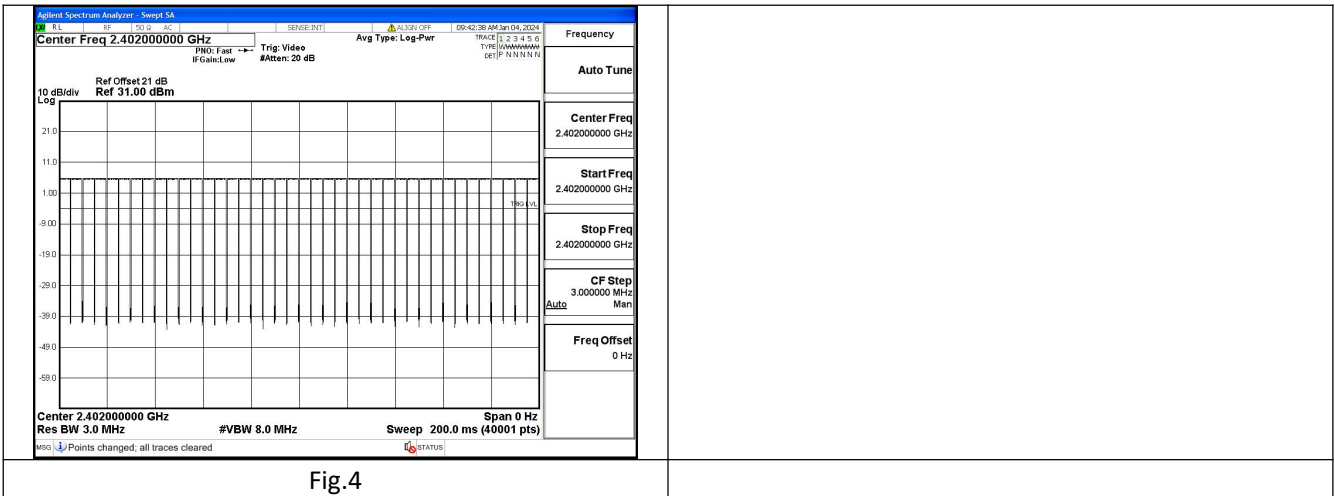 Agilent Spectrum Analyzer - Swept SA
RL RF 50 Ω AC SENSE:INT ALIGN OFF 09:42:38 AM Jan 04, 2024
Center Freq 2.402000000 GHz
PNO: Fast
IFGain:Low
Trig: Video
#Atten: 20 dB
Avg Type: Log-Pwr
TRACE 1 2 3 4 5 6
TYPE
DET P N N N N N
Ref Offset 21 dB
10 dB/div Ref 31.00 dBm
Log
21.0
11.0
1.00
TRIG LVL
-9.00
-19.0
-29.0
-39.0
-49.0
-59.0
Center 2.402000000 GHz Span 0 Hz
Res BW 3.0 MHz #VBW 8.0 MHz Sweep 200.0 ms (40001 pts)
MSG Points changed; all traces cleared STATUS
Frequency
Auto Tune
Center Freq
2.402000000 GHz
Start Freq
2.402000000 GHz
Stop Freq
2.402000000 GHz
CF Step
3.000000 MHz
Auto Man
Freq Offset
0 Hz
Fig.4